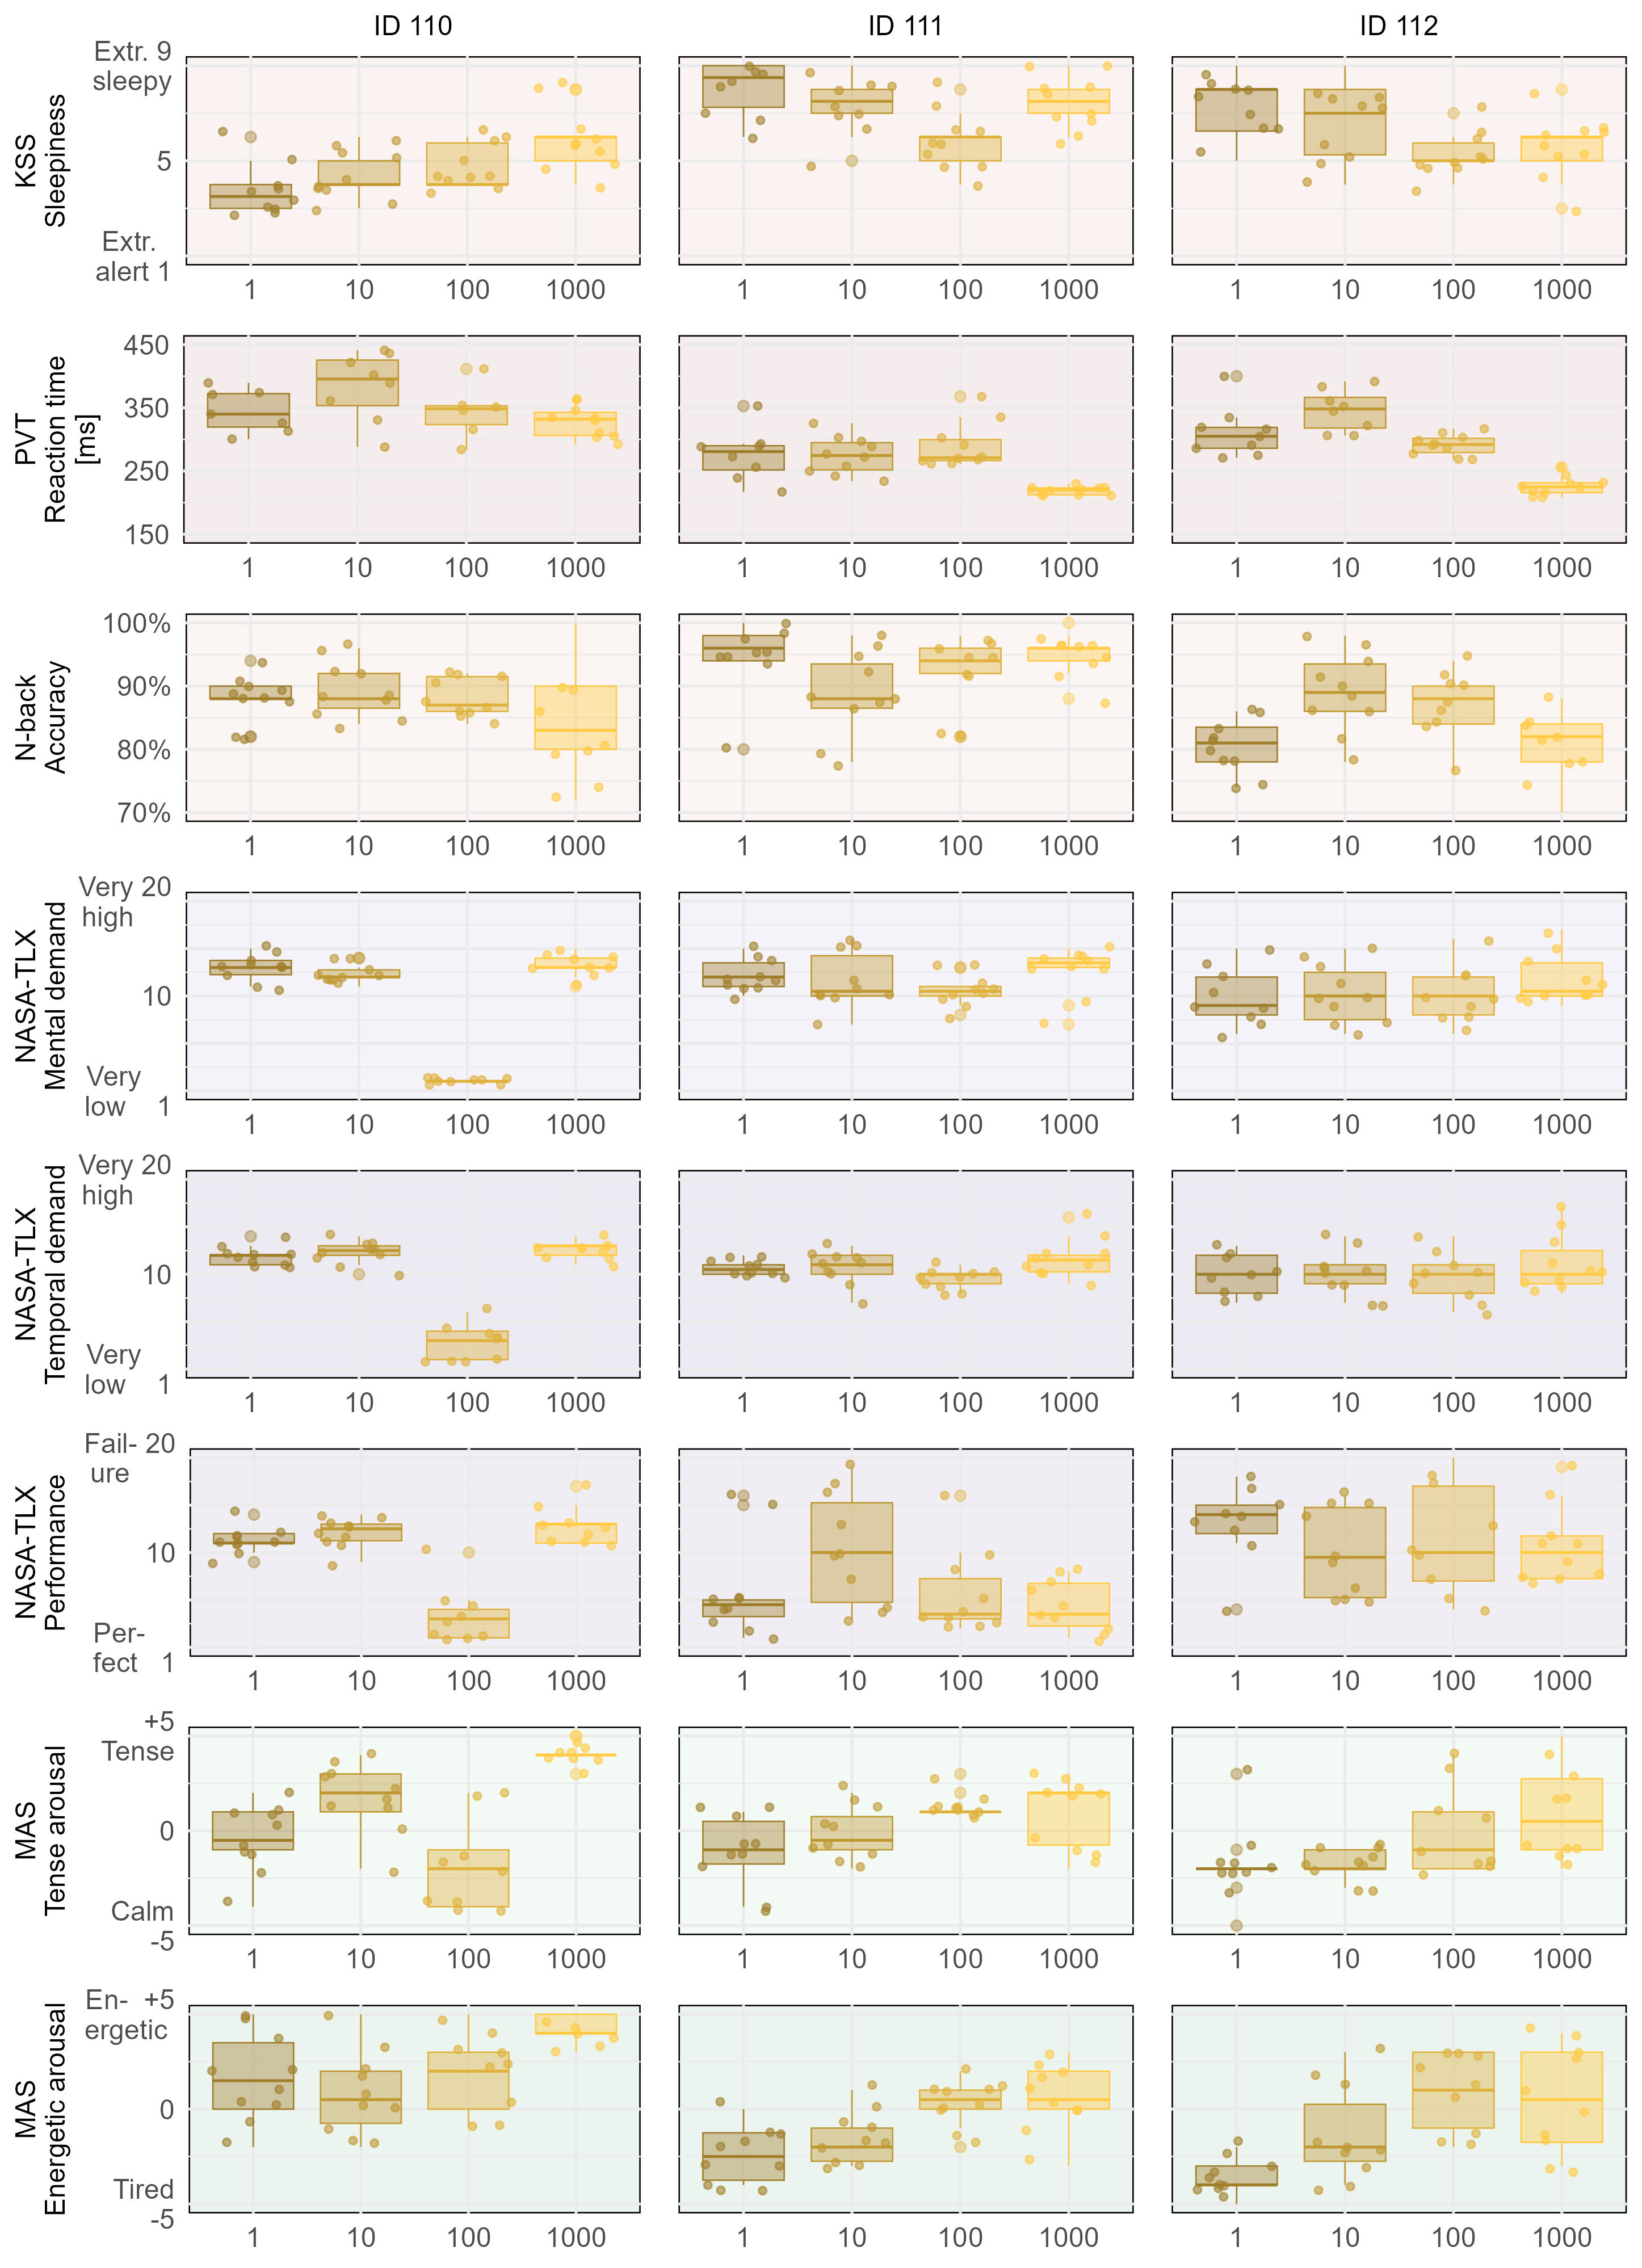 ID 110 ID 111 ID 112
KSS
Sleepiness
Extr. 9
sleepy
5
Extr.
alert 1
1 10 100 1000 1 10 100 1000 1 10 100 1000
PVT
Reaction time
[ms]
450
350
250
150
1 10 100 1000 1 10 100 1000 1 10 100 1000
N-back
Accuracy
100%
90%
80%
70%
1 10 100 1000 1 10 100 1000 1 10 100 1000
NASA-TLX
Mental demand
Very 20
high
10
Very
low 1
1 10 100 1000 1 10 100 1000 1 10 100 1000
NASA-TLX
Temporal demand
Very 20
high
10
Very
low 1
1 10 100 1000 1 10 100 1000 1 10 100 1000
NASA-TLX
Performance
Fail- 20
ure
10
Per-
fect 1
1 10 100 1000 1 10 100 1000 1 10 100 1000
MAS
Tense arousal
+5
Tense
0
Calm
-5
1 10 100 1000 1 10 100 1000 1 10 100 1000
MAS
Energetic arousal
En- +5
ergetic
0
Tired
-5
1 10 100 1000 1 10 100 1000 1 10 100 1000